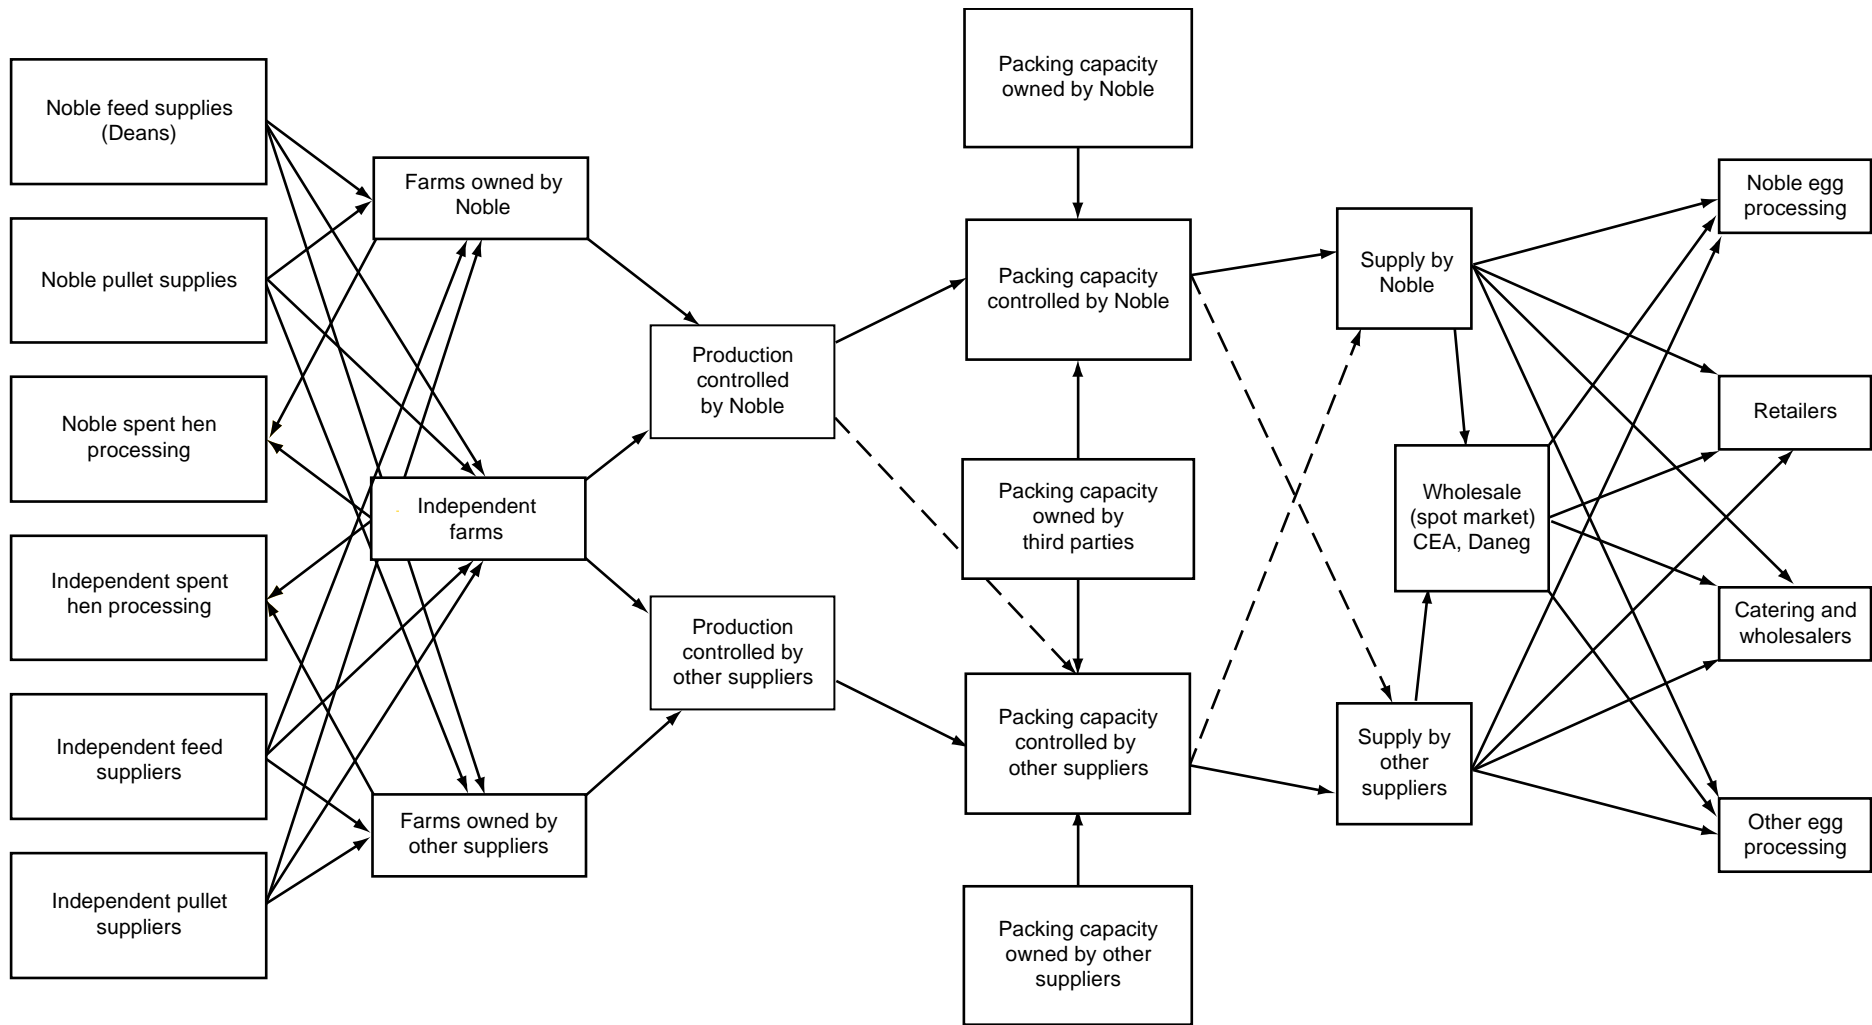 Noble feed supplies
(Deans)
Noble pullet supplies
Noble spent hen
processing
Independent spent
hen processing
Independent feed
suppliers
Independent pullet
suppliers
Farms owned by
Noble
Independent
farms
Farms owned by
other suppliers
Production
controlled
by Noble
Production
controlled by
other suppliers
Packing capacity
owned by Noble
Packing capacity
controlled by Noble
Packing capacity
owned by
third parties
Packing capacity
controlled by
other suppliers
Packing capacity
owned by other
suppliers
Supply by
Noble
Wholesale
(spot market)
CEA, Daneg
Supply by
other
suppliers
Noble egg
processing
Retailers
Catering and
wholesalers
Other egg
processing